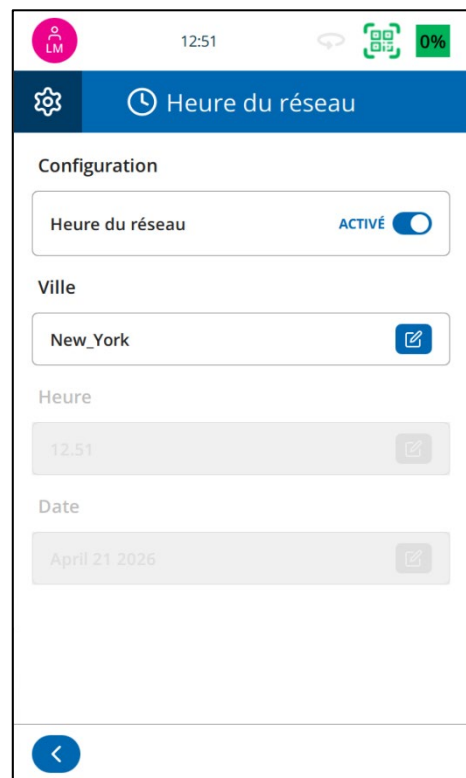 LM
12:51
0%
Heure du réseau
Configuration
Heure du réseau ACTIVÉ
Ville
New_York
Heure
12.51
Date
April 21 2026